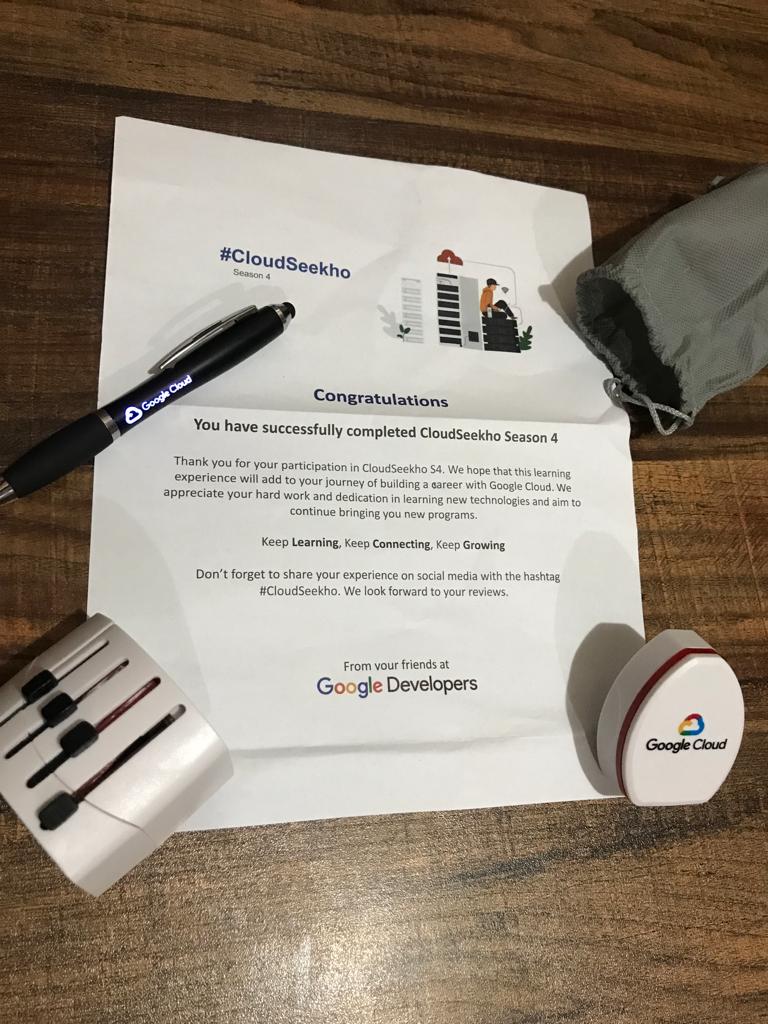 #CloudSeekho
Season 4
Google Cloud
Congratulations
You have successfully completed CloudSeekho Season 4
Thank you for your participation in CloudSeekho S4. We hope that this learning
experience will add to your journey of building a career with Google Cloud. We
appreciate your hard work and dedication in learning new technologies and aim to
continue bringing you new programs.
Keep Learning, Keep Connecting, Keep Growing
Don't forget to share your experience on social media with the hashtag
#CloudSeekho. We look forward to your reviews.
From your friends at
Google Developers
Google Cloud